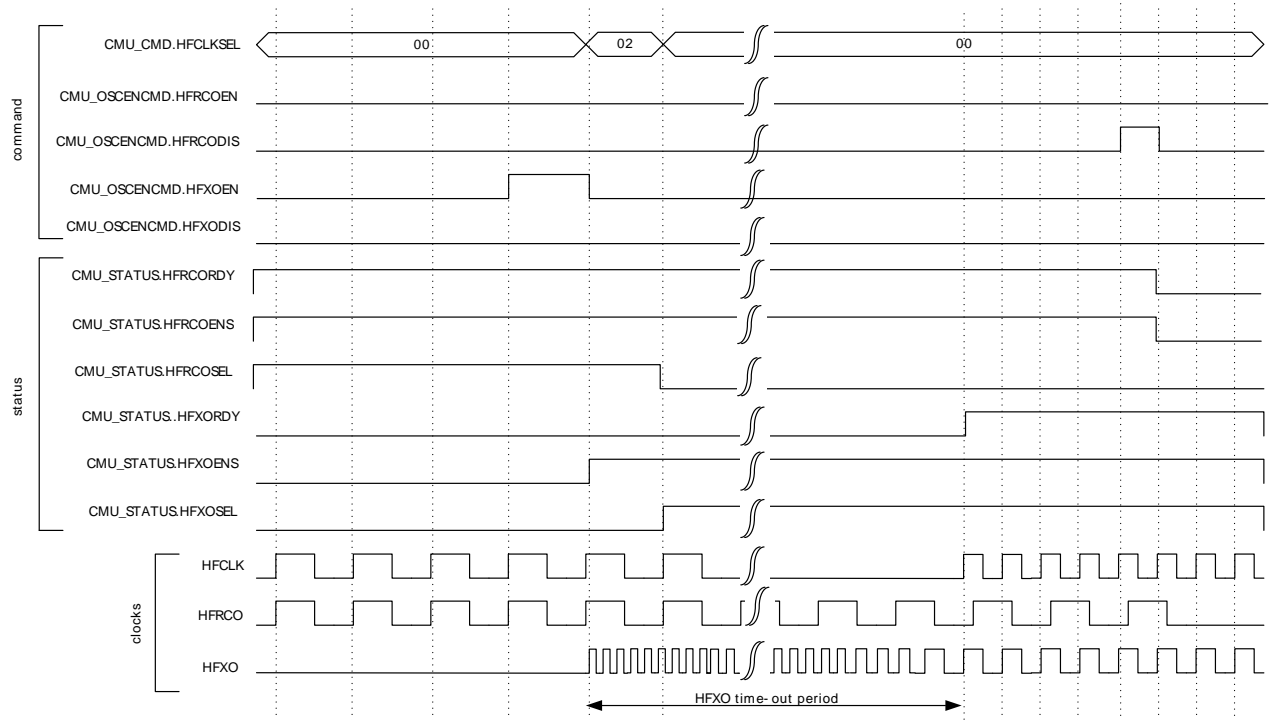 command
CMU_CMD.HFCLKSEL 00 02 00
CMU_OSCENCMD.HFRCOEN
CMU_OSCENCMD.HFRCODIS
CMU_OSCENCMD.HFXOEN
CMU_OSCENCMD.HFXODIS
status
CMU_STATUS.HFRCORDY
CMU_STATUS.HFRCOENS
CMU_STATUS.HFRCOSEL
CMU_STATUS..HFXORDY
CMU_STATUS.HFXOENS
CMU_STATUS.HFXOSEL
clocks
HFCLK
HFRCO
HFXO
HFXO time-out period